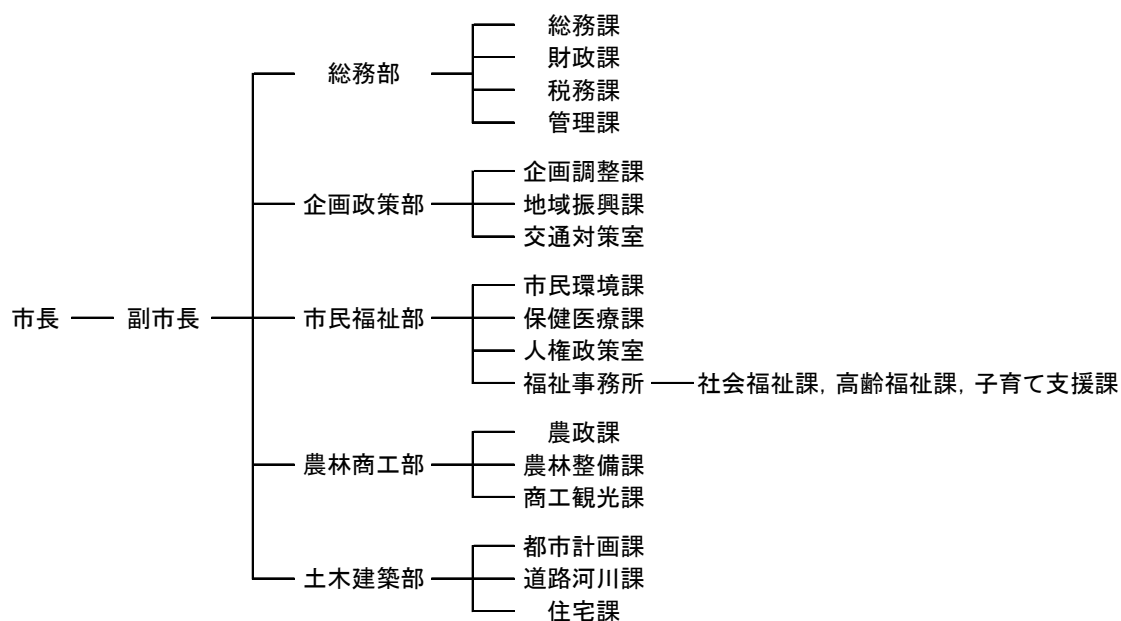 総務課
財政課
総務部
税務課
管理課
企画調整課
企画政策部
地域振興課
交通対策室
市民環境課
市長
副市長
市民福祉部
保健医療課
人権政策室
福祉事務所
社会福祉課, 高齢福祉課, 子育て支援課
農政課
農林商工部
農林整備課
商工観光課
都市計画課
土木建築部
道路河川課
住宅課